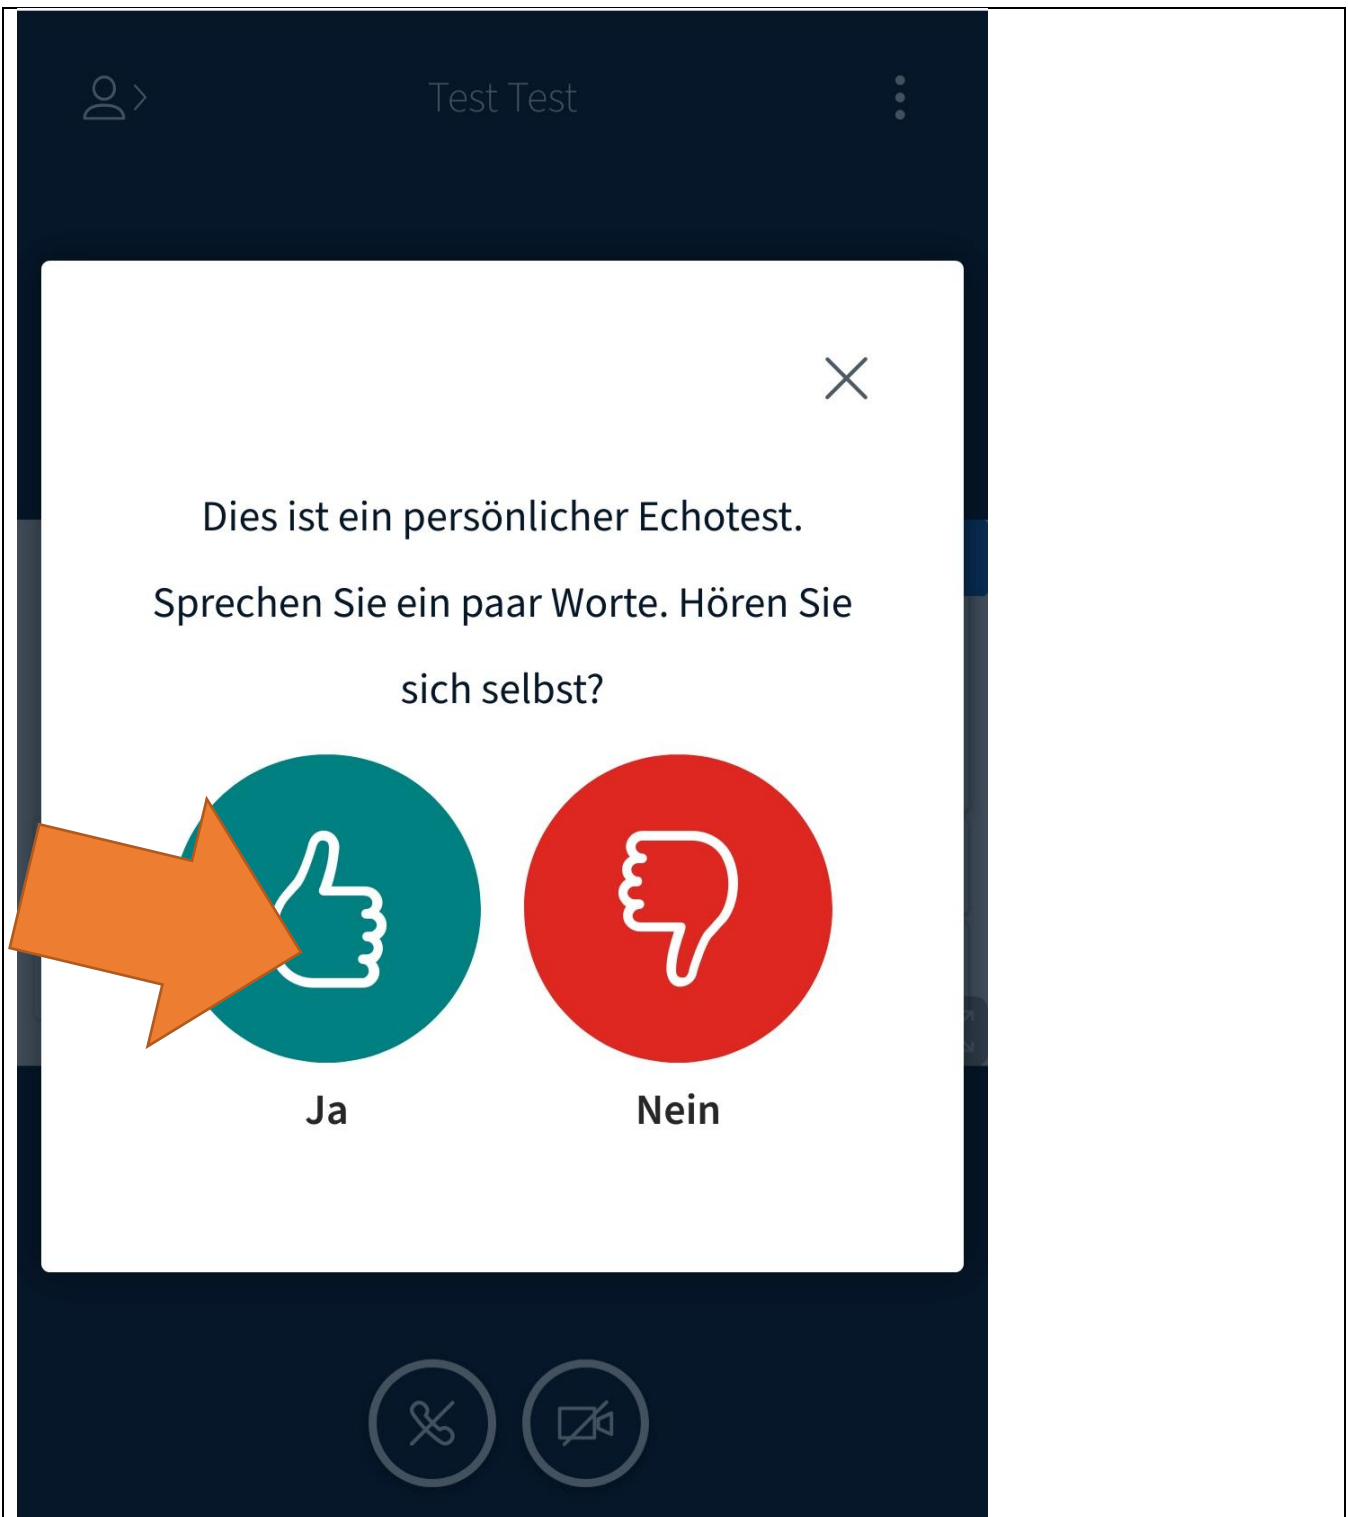 Test Test
Dies ist ein persönlicher Echotest.
Sprechen Sie ein paar Worte. Hören Sie
sich selbst?
Ja
Nein